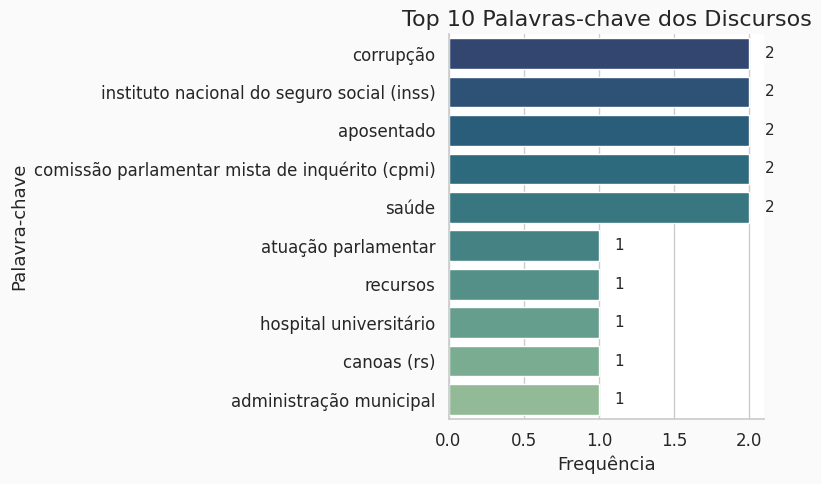 Top 10 Palavras-chave dos Discursos
Palavra-chave
corrupção 2
instituto nacional do seguro social (inss) 2
aposentado 2
comissão parlamentar mista de inquérito (cpmi) 2
saúde 2
atuação parlamentar 1
recursos 1
hospital universitário 1
canoas (rs) 1
administração municipal 1
0.0 0.5 1.0 1.5 2.0
Frequência